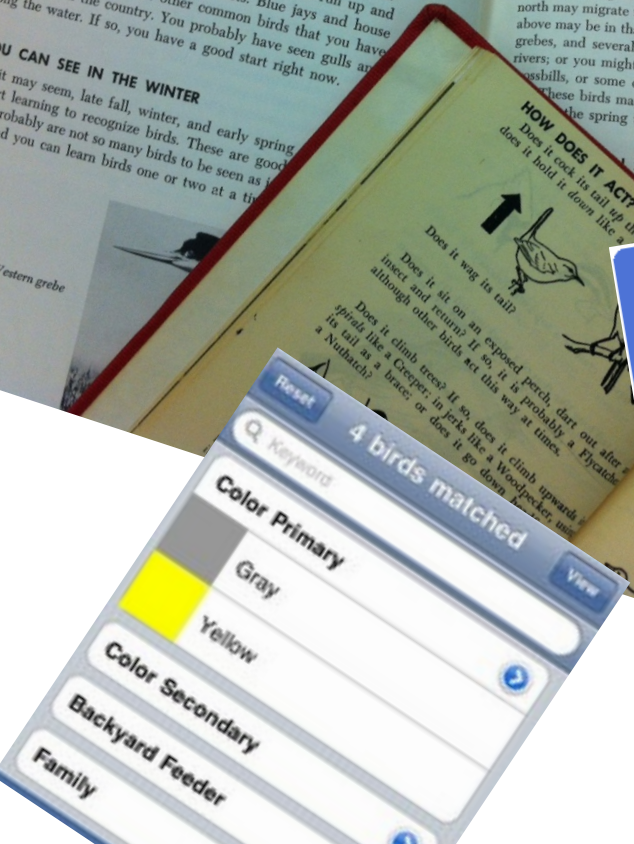 the country. You probably have seen gulls
other common birds that you have
Blue jays and house
up and
ng the water. If so, you have a good start right now.
U CAN SEE IN THE WINTER
it may seem, late fall, winter, and early spring
t learning to recognize birds. These are good
robably are not so many birds to be seen as
d you can learn birds one or two at a
estern grebe
north may migrate
above may be in th
grebes, and several
rivers; or you migh
ossbills, or some
These birds ma
the spring
HOW DOES IT ACT?
Does it cock its tail up
does it hold it down like a
Does it wag its tail?
Does it sit on an exposed perch, dart out after
insect and return? If so, it is probably a Flycatche
although other birds act this way at times.
Does it climb trees? If so, does it climb upwards
spirals like a Creeper; in jerks like a Woodpecker,
its tail as a brace; or does it go down
a Nuthatch?
Reset
4 birds matched
View
Keyword
Color Primary
Gray
Yellow
Color Secondary
Backyard Feeder
Family